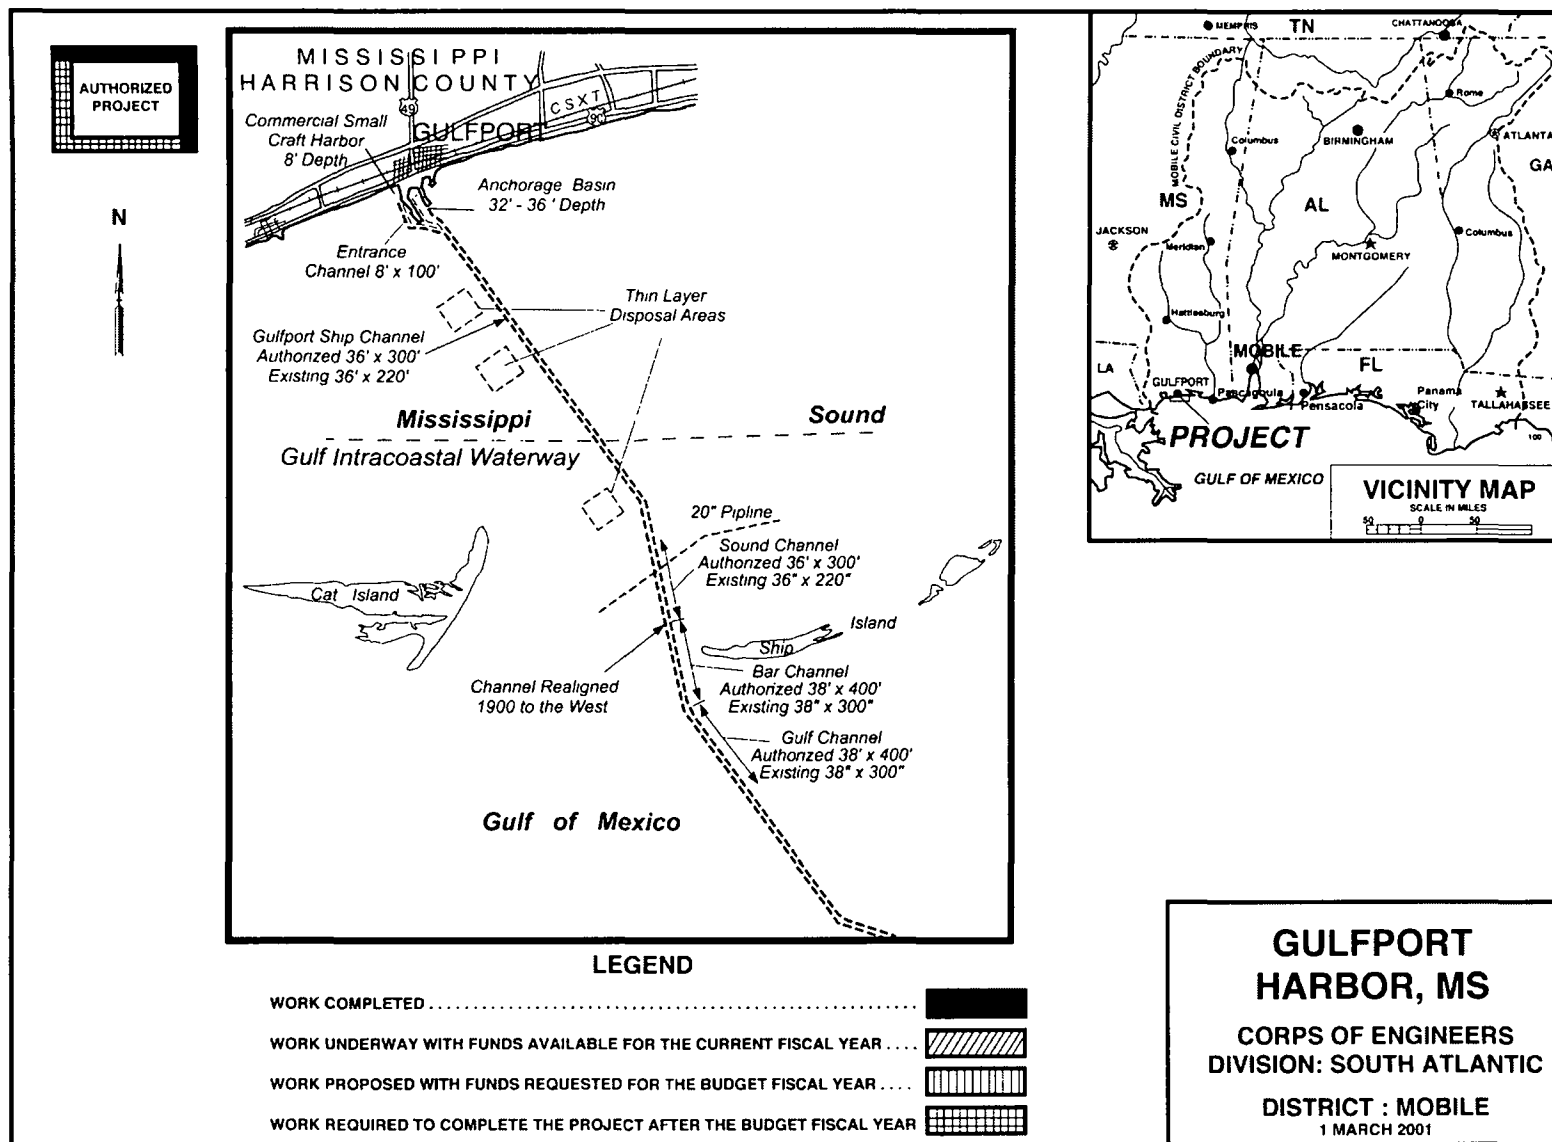 AUTHORIZED
PROJECT
N
MISSISSIPPI
HARRISON COUNTY
49
CSXT
90
GULFPORT
Commercial Small
Craft Harbor
8' Depth
Anchorage Basin
32' - 36 ' Depth
Entrance
Channel 8' x 100'
Thin Layer
Disposal Areas
Gulfport Ship Channel
Authorized 36' x 300'
Existing 36' x 220'
Mississippi Sound
Gulf Intracoastal Waterway
20" Pipline
Sound Channel
Authorized 36' x 300'
Existing 36" x 220"
Cat Island
Ship Island
Bar Channel
Authorized 38' x 400'
Existing 38" x 300"
Channel Realigned
1900 to the West
Gulf Channel
Authorized 38' x 400'
Existing 38" x 300"
Gulf of Mexico
LEGEND
WORK COMPLETED
WORK UNDERWAY WITH FUNDS AVAILABLE FOR THE CURRENT FISCAL YEAR
WORK PROPOSED WITH FUNDS REQUESTED FOR THE BUDGET FISCAL YEAR
WORK REQUIRED TO COMPLETE THE PROJECT AFTER THE BUDGET FISCAL YEAR
MEMPHIS
TN
CHATTANOOGA
MOBILE CIVIL DISTRICT BOUNDARY
Rome
Columbus
BIRMINGHAM
ATLANTA
GA
MS
AL
JACKSON
Meridian
MONTGOMERY
Columbus
Hattiesburg
MOBILE
FL
LA
GULFPORT
Pascagoula
Pensacola
Panama
City
TALLAHASSEE
PROJECT
100
GULF OF MEXICO
VICINITY MAP
SCALE IN MILES
50 0 50
GULFPORT
HARBOR, MS
CORPS OF ENGINEERS
DIVISION: SOUTH ATLANTIC
DISTRICT : MOBILE
1 MARCH 2001